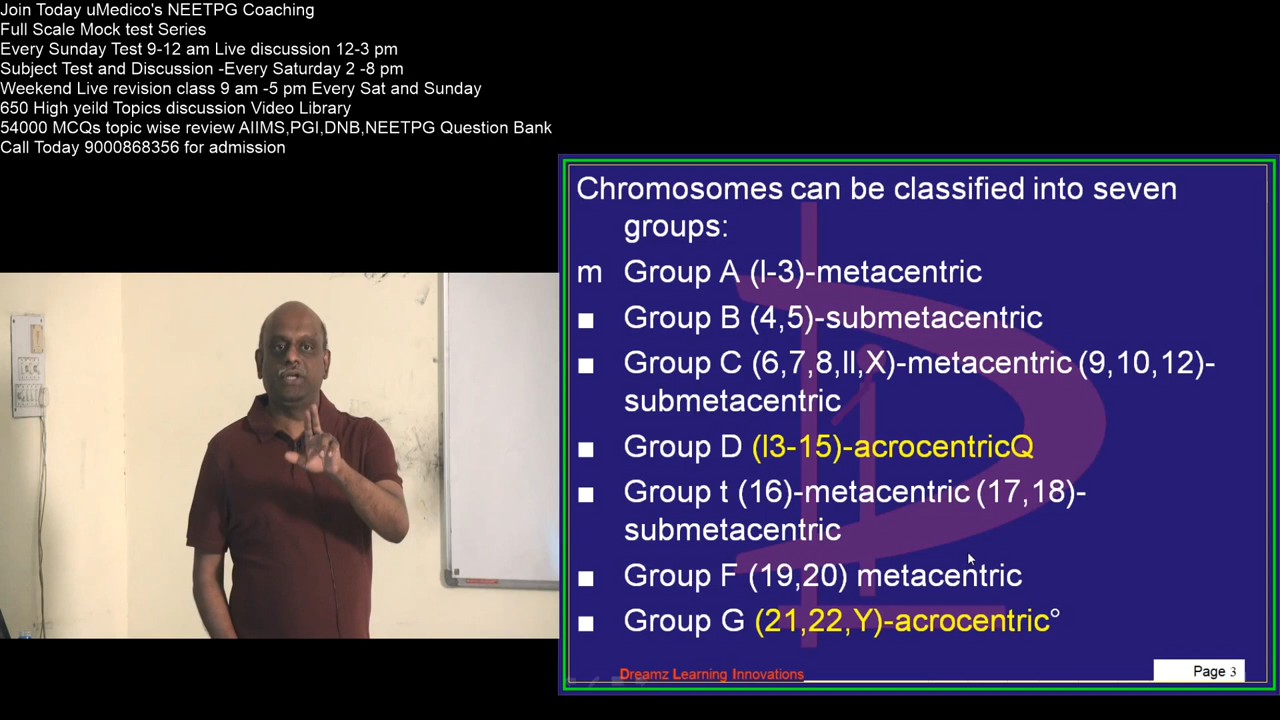 Join Today uMedico's NEETPG Coaching
Full Scale Mock test Series
Every Sunday Test 9-12 am Live discussion 12-3 pm
Subject Test and Discussion -Every Saturday 2 -8 pm
Weekend Live revision class 9 am -5 pm Every Sat and Sunday
650 High yeild Topics discussion Video Library
54000 MCQs topic wise review AIIMS,PGI,DNB,NEETPG Question Bank
Call Today 9000868356 for admission
Chromosomes can be classified into seven
groups:
m Group A (l-3)-metacentric
■ Group B (4,5)-submetacentric
■ Group C (6,7,8,ll,X)-metacentric (9,10,12)-
submetacentric
■ Group D (l3-15)-acrocentricQ
■ Group t (16)-metacentric (17,18)-
submetacentric
■ Group F (19,20) metacentric
■ Group G (21,22,Y)-acrocentric°
Dreamz Learning Innovations
Page 3